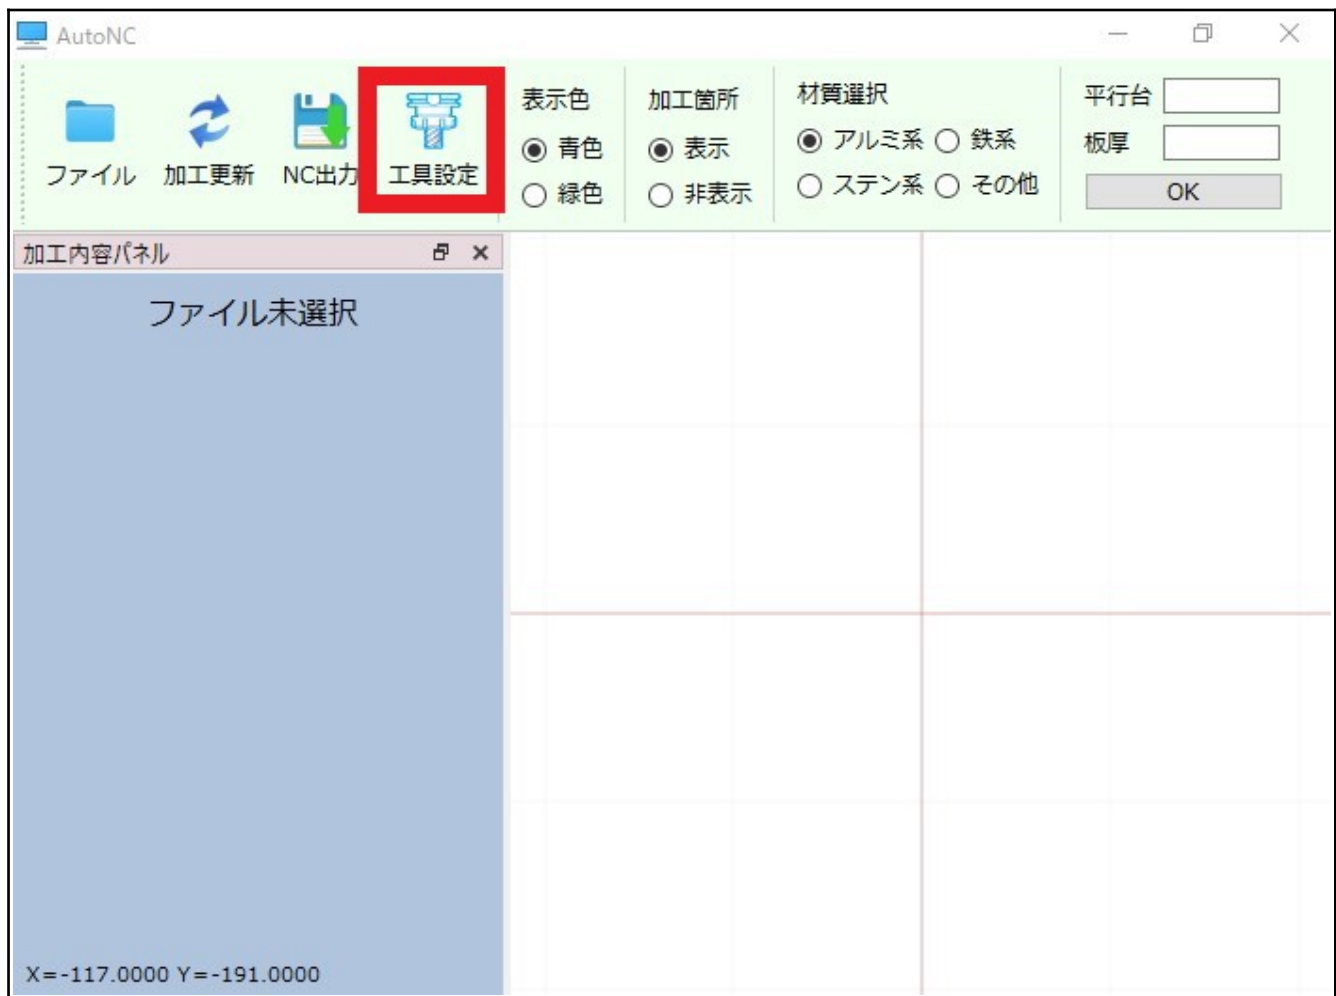 AutoNC
ファイル 加工更新 NC出力 工具設定
表示色
青色
緑色
加工箇所
表示
非表示
材質選択
アルミ系 鉄系
ステン系 その他
平行台
板厚
OK
加工内容パネル
ファイル未選択
X=-117.0000 Y=-191.0000